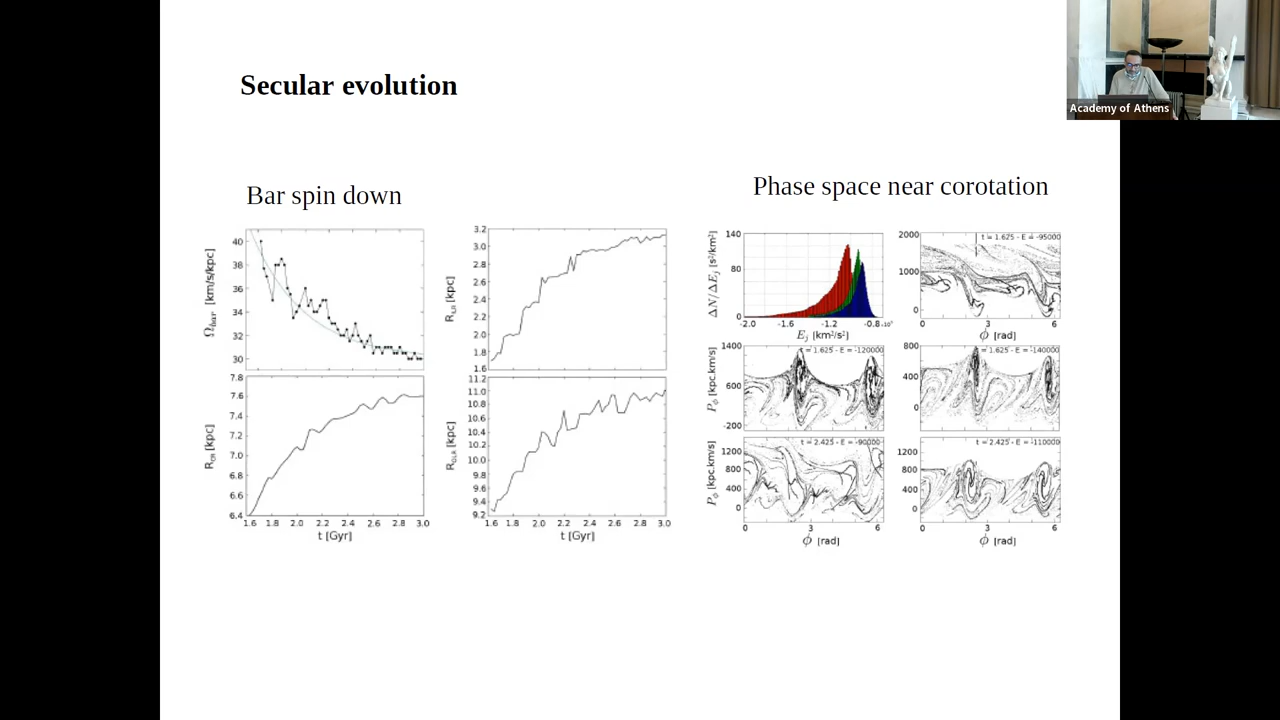 Secular evolution
Academy of Athens
Bar spin down
Phase space near corotation
40
38
36
34
32
30
Ω_bar [km/s/kpc]
3.2
3.0
2.8
2.6
2.4
2.2
2.0
1.8
1.6
R_ILR [kpc]
7.8
7.6
7.4
7.2
7.0
6.8
6.6
6.4
R_CR [kpc]
1.6 1.8 2.0 2.2 2.4 2.6 2.8 3.0
t [Gyr]
11.2
11.0
10.8
10.6
10.4
10.2
10.0
9.8
9.6
9.4
9.2
R_OLR [kpc]
1.6 1.8 2.0 2.2 2.4 2.6 2.8 3.0
t [Gyr]
140
80
0
ΔN/ΔE_j [s²/km²]
-2.0 -1.6 -1.2 -0.8
E_j [km²/s²]
t = 1.625 - E = -95000
2000
1000
0
0 3 6
ϕ [rad]
t = 1.625 - E = -120000
1400
600
-200
P_ϕ [kpc.km/s]
t = 1.625 - E = -140000
800
400
0
t = 2.425 - E = -90000
1200
800
400
0
P_ϕ [kpc.km/s]
0 3 6
ϕ [rad]
t = 2.425 - E = -110000
1200
800
400
0
0 3 6
ϕ [rad]